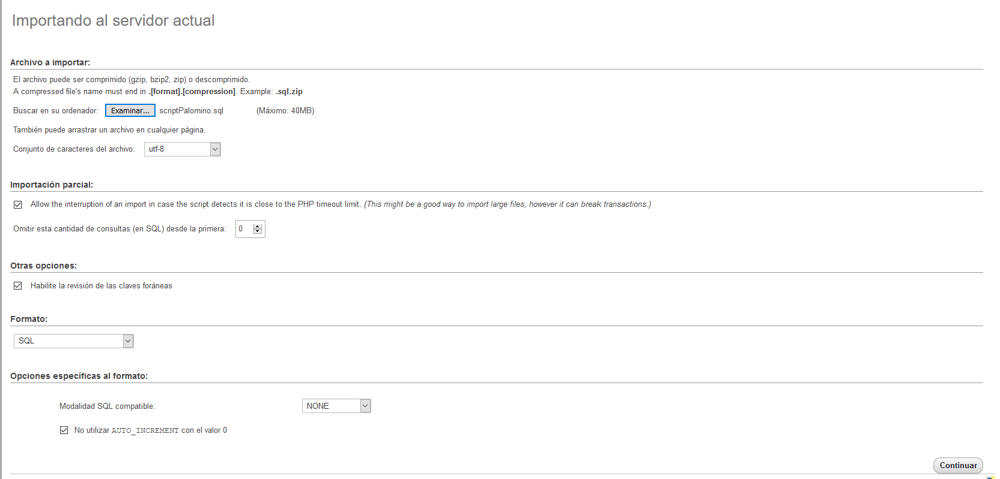 Importando al servidor actual
Archivo a importar:
El archivo puede ser comprimido (gzip, bzip2, zip) o descomprimido.
A compressed file's name must end in .[format].[compression]. Example: .sql.zip
Buscar en su ordenador: Examinar... scriptPalomino.sql (Máximo: 40MB)
También puede arrastrar un archivo en cualquier página.
Conjunto de caracteres del archivo: utf-8
Importación parcial:
Allow the interruption of an import in case the script detects it is close to the PHP timeout limit. (This might be a good way to import large files, however it can break transactions.)
Omitir esta cantidad de consultas (en SQL) desde la primera: 0
Otras opciones:
Habilite la revisión de las claves foráneas
Formato:
SQL
Opciones específicas al formato:
Modalidad SQL compatible: NONE
No utilizar AUTO_INCREMENT con el valor 0
Continuar